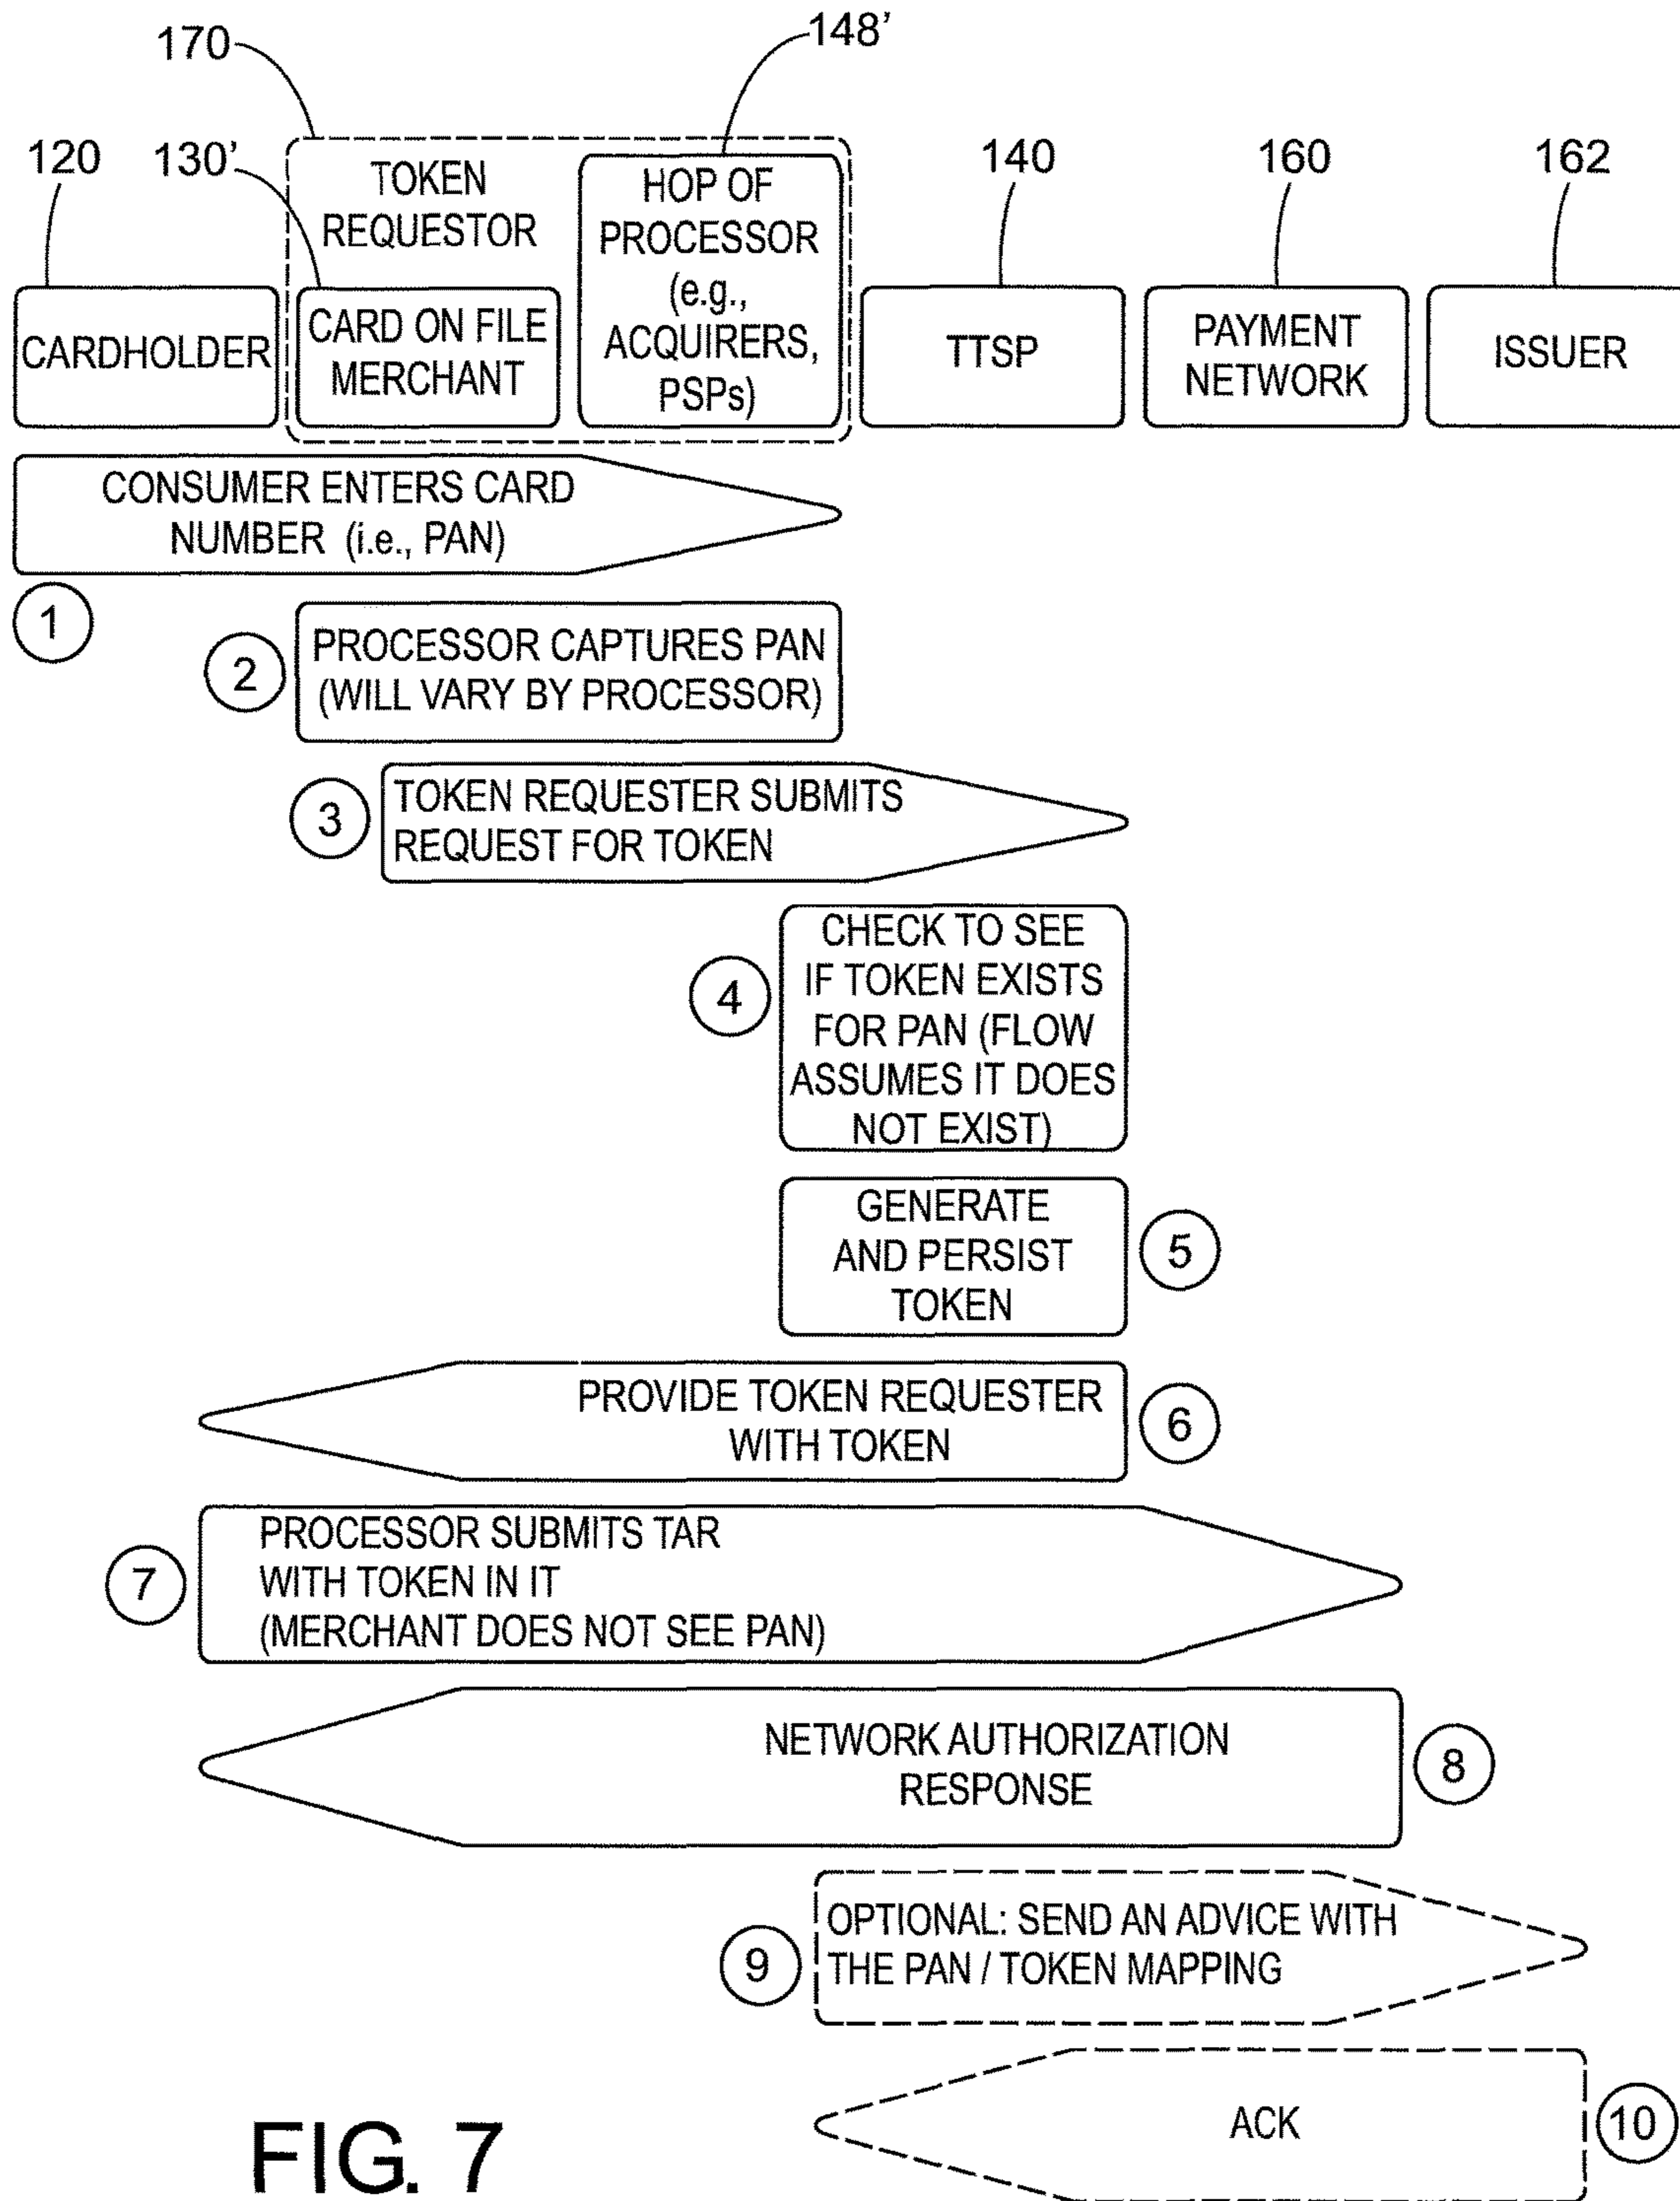 170
148'
120
130'
140
160
162
TOKEN
REQUESTOR
HOP OF
PROCESSOR
(e.g.,
ACQUIRERS,
PSPs)
CARDHOLDER
CARD ON FILE
MERCHANT
TTSP
PAYMENT
NETWORK
ISSUER
CONSUMER ENTERS CARD
NUMBER (i.e., PAN)
1
2
PROCESSOR CAPTURES PAN
(WILL VARY BY PROCESSOR)
3
TOKEN REQUESTER SUBMITS
REQUEST FOR TOKEN
4
CHECK TO SEE
IF TOKEN EXISTS
FOR PAN (FLOW
ASSUMES IT DOES
NOT EXIST)
GENERATE
AND PERSIST
TOKEN
5
PROVIDE TOKEN REQUESTER
WITH TOKEN
6
7
PROCESSOR SUBMITS TAR
WITH TOKEN IN IT
(MERCHANT DOES NOT SEE PAN)
NETWORK AUTHORIZATION
RESPONSE
8
9
OPTIONAL: SEND AN ADVICE WITH
THE PAN / TOKEN MAPPING
ACK
10
FIG. 7